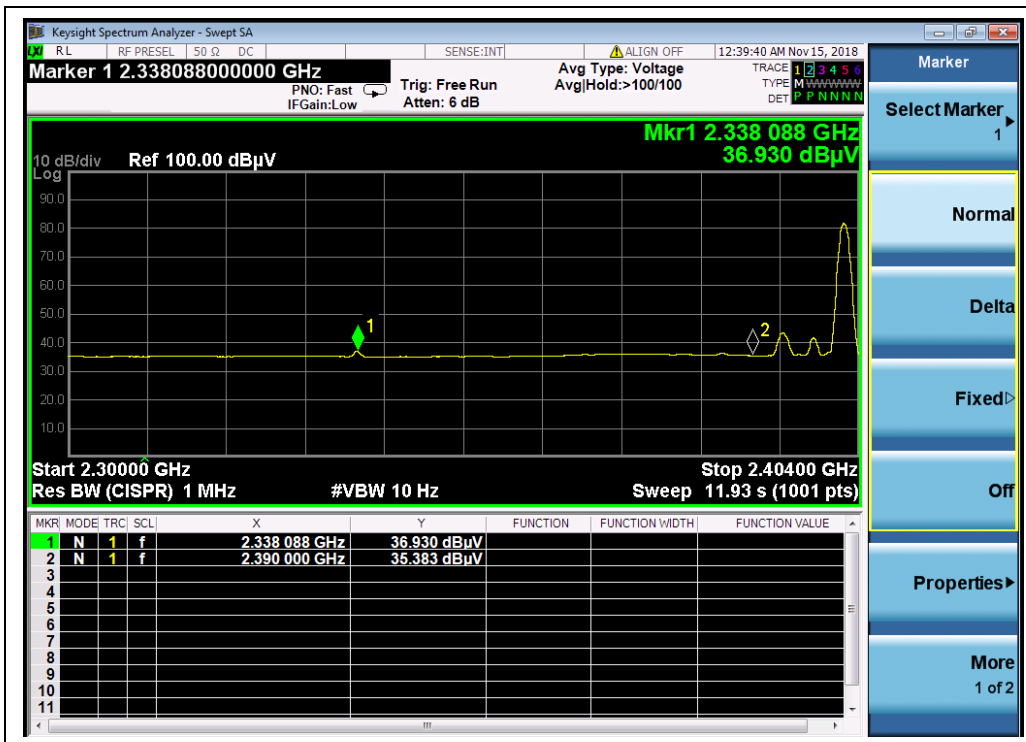 Keysight Spectrum Analyzer - Swept SA
LXI RL RF PRESEL 50 Ω DC SENSE:INT ALIGN OFF 12:39:40 AM Nov 15, 2018
Marker 1 2.338088000000 GHz
PNO: Fast
IFGain:Low
Trig: Free Run
Atten: 6 dB
Avg Type: Voltage
Avg|Hold:>100/100
TRACE 1 2 3 4 5 6
TYPE M W W W W W
DET P P N N N N
Mkr1 2.338 088 GHz
36.930 dBµV
10 dB/div Ref 100.00 dBµV
Log
90.0
80.0
70.0
60.0
50.0
40.0
30.0
20.0
10.0
1
2
Start 2.30000 GHz Stop 2.40400 GHz
Res BW (CISPR) 1 MHz #VBW 10 Hz Sweep 11.93 s (1001 pts)
MKR MODE TRC SCL X Y FUNCTION FUNCTION WIDTH FUNCTION VALUE
1 N 1 f 2.338 088 GHz 36.930 dBµV
2 N 1 f 2.390 000 GHz 35.383 dBµV
3
4
5
6
7
8
9
10
11
Marker
Select Marker
1
Normal
Delta
Fixed
Off
Properties
More
1 of 2